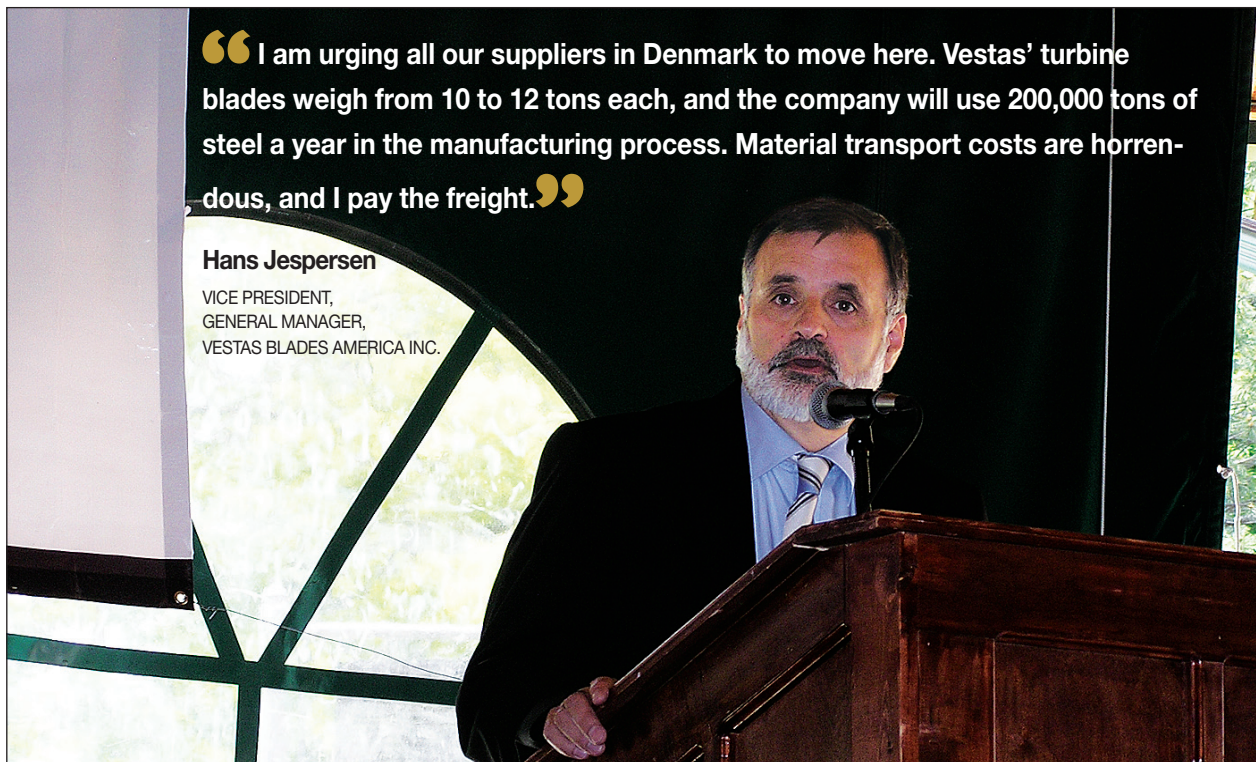 “ I am urging all our suppliers in Denmark to move here. Vestas’ turbine
blades weigh from 10 to 12 tons each, and the company will use 200,000 tons of
steel a year in the manufacturing process. Material transport costs are horren-
dous, and I pay the freight.”
Hans Jespersen
VICE PRESIDENT,
GENERAL MANAGER,
VESTAS BLADES AMERICA INC.